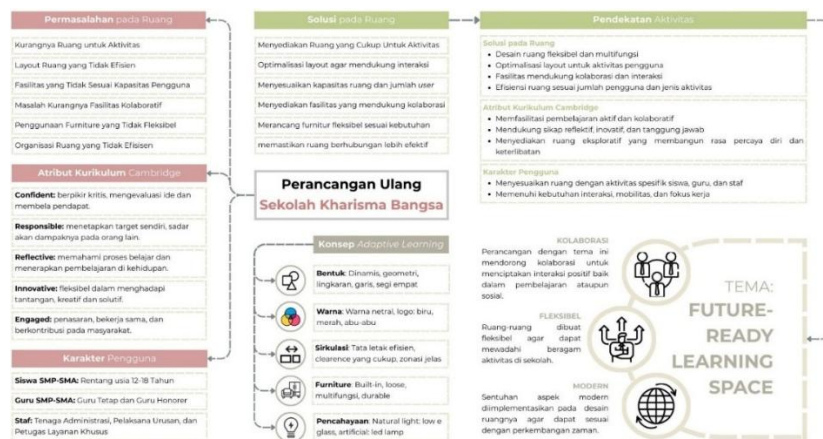 Permasalahan pada Ruang
Kurangnya Ruang untuk Aktivitas
Layout Ruang yang Tidak Efisien
Fasilitas yang Tidak Sesuai Kapasitas Pengguna
Masalah Kurangnya Fasilitas Kolaboratif
Penggunaan Furniture yang Tidak Fleksibel
Organisasi Ruang yang Tidak Efisisen
Atribut Kurikulum Cambridge
Confident: berpikir kritis, mengevaluasi ide dan
membela pendapat.
Responsible: menetapkan target sendiri, sadar
akan dampaknya pada orang lain.
Reflective: memahami proses belajar dan
menerapkan pembelajaran di kehidupan.
Innovative: fleksibel dalam menghadapi
tantangan, kreatif dan solutif.
Engaged: penasaran, bekerja sama, dan
berkontribusi pada masyarakat.
Karakter Pengguna
Siswa SMP-SMA: Rentang usia 12-18 Tahun
Guru SMP-SMA: Guru Tetap dan Guru Honorer
Staf: Tenaga Administrasi, Pelaksana Urusan, dan
Petugas Layanan Khusus
Solusi pada Ruang
Menyediakan Ruang yang Cukup Untuk Aktivitas
Optimalisasi layout agar mendukung interaksi
Menyesuaikan kapasitas ruang dan jumlah user
Menyediakan fasilitas yang mendukung kolaborasi
Merancang furnitur fleksibel sesuai kebutuhan
memastikan ruang berhubungan lebih efektif
Perancangan Ulang
Sekolah Kharisma Bangsa
Konsep Adaptive Learning
Bentuk: Dinamis, geometri,
lingkaran, garis, segi empat
Warna: Warna netral, logo: biru,
merah, abu-abu
Sirkulasi: Tata letak efisien,
clearence yang cukup, zonasi jelas
Furniture: Built-in, loose,
multifungsi, durable
Pencahayaan: Natural light: low e
glass, artificial: led lamp
Pendekatan Aktivitas
Solusi pada Ruang
• Desain ruang fleksibel dan multifungsi
• Optimalisasi layout untuk aktivitas pengguna
• Fasilitas mendukung kolaborasi dan interaksi
• Efisiensi ruang sesuai jumlah pengguna dan jenis aktivitas
Atribut Kurikulum Cambridge
• Memfasilitasi pembelajaran aktif dan kolaboratif
• Mendukung sikap reflektif, inovatif, dan tanggung jawab
• Menyediakan ruang eksploratif yang membangun rasa percaya diri dan
keterlibatan
Karakter Pengguna
• Menyesuaikan ruang dengan aktivitas spesifik siswa, guru, dan staf
• Memenuhi kebutuhan interaksi, mobilitas, dan fokus kerja
KOLABORASI
Perancangan dengan tema ini
mendorong kolaborasi untuk
menciptakan interaksi positif baik
dalam pembelajaran ataupun
sosial.
FLEKSIBEL
Ruang-ruang dibuat
fleksibel agar dapat
mewadahi beragam
aktivitas di sekolah.
MODERN
Sentuhan aspek modern
diimplementasikan pada desain
ruangnya agar dapat sesuai
dengan perkembangan zaman.
TEMA:
FUTURE-
READY
LEARNING
SPACE